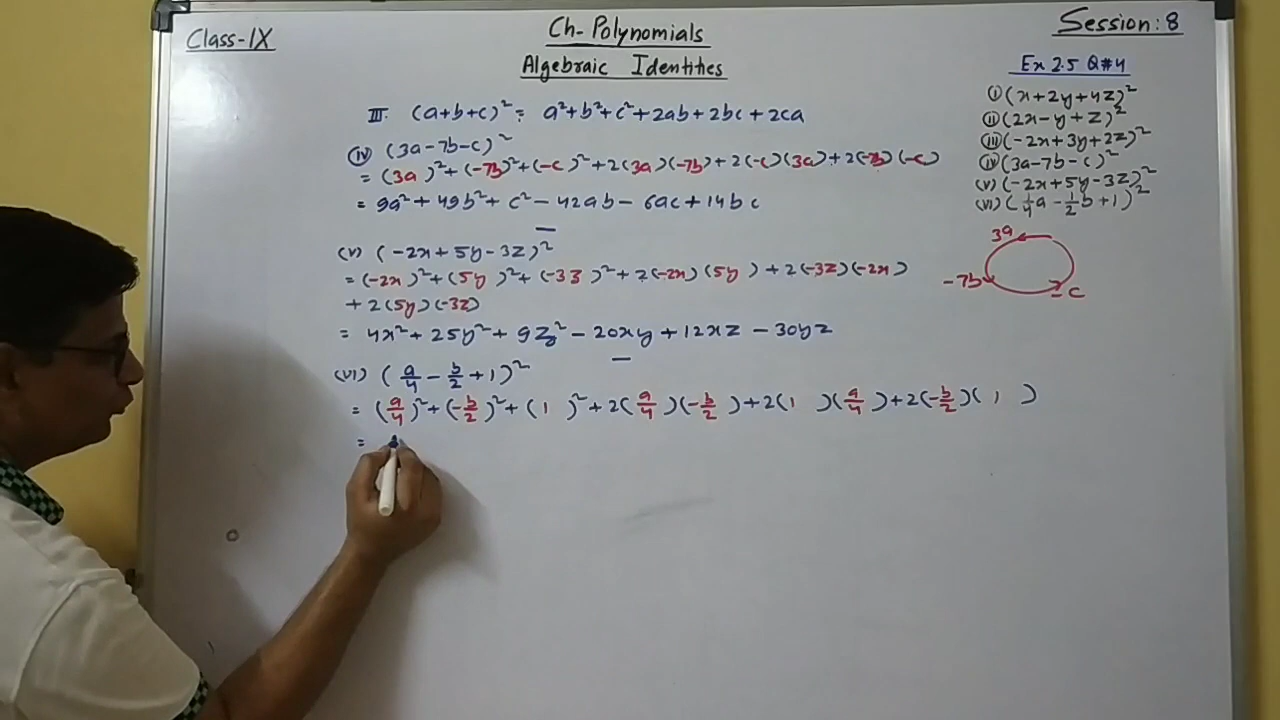 Class-IX
Ch- Polynomials
Session: 8
Algebraic Identities
Ex 2.5 Q#4
(i) (x+2y+4z)²
(ii) (2x-y+z)²
(iii) (-2x+3y+2z)²
(iv) (3a-7b-c)²
(v) (-2x+5y-3z)²
(vi) (1/4a - 1/2b + 1)²
III. (a+b+c)² = a²+b²+c²+2ab+2bc+2ca
(iv) (3a-7b-c)²
= (3a)²+(-7b)²+(-c)²+2(3a)(-7b)+2(-c)(3a)+2(-7b)(-c)
= 9a²+49b²+c²-42ab-6ac+14bc
3a
-7b
-c
(v) (-2x+5y-3z)²
= (-2x)²+(5y)²+(-3z)²+2(-2x)(5y)+2(-3z)(-2x)
+2(5y)(-3z)
= 4x²+25y²+9z²-20xy+12xz-30yz
(vi) (a/4 - b/2 + 1)²
= (a/4)²+(-b/2)²+(1)²+2(a/4)(-b/2)+2(1)(a/4)+2(-b/2)(1)
=